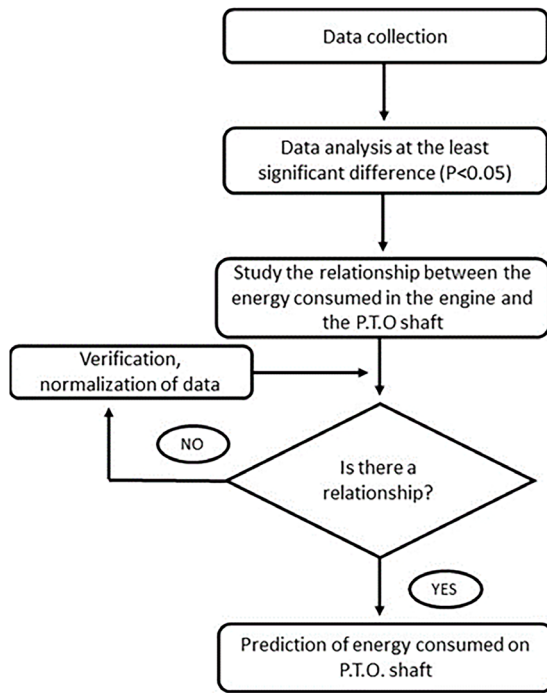 Data collection
Data analysis at the least
significant difference (P<0.05)
Study the relationship between the
energy consumed in the engine and
the P.T.O shaft
Verification,
normalization of data
NO
Is there a
relationship?
YES
Prediction of energy consumed on
P.T.O. shaft